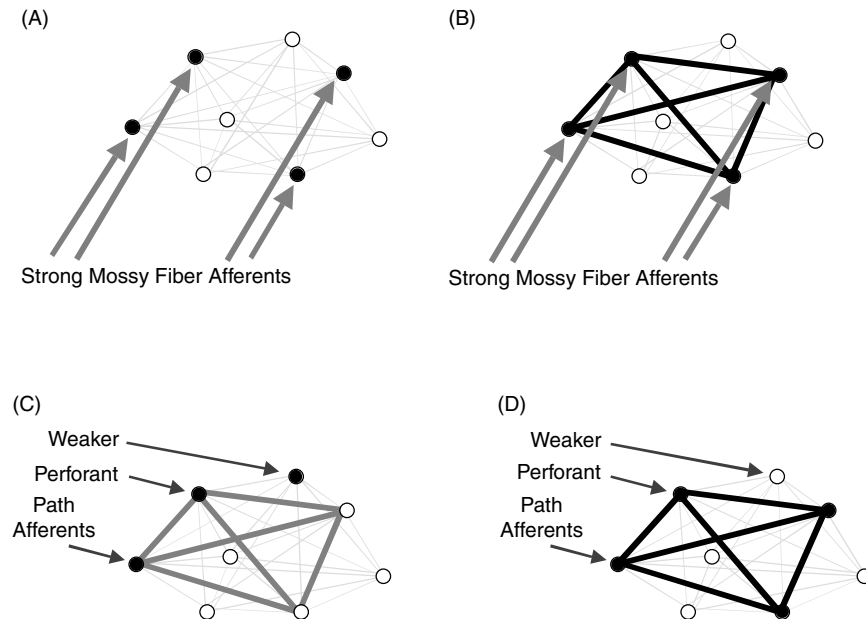 (A)
Strong Mossy Fiber Afferents
(B)
Strong Mossy Fiber Afferents
(C)
Weaker
Perforant
Path
Afferents
(D)
Weaker
Perforant
Path
Afferents